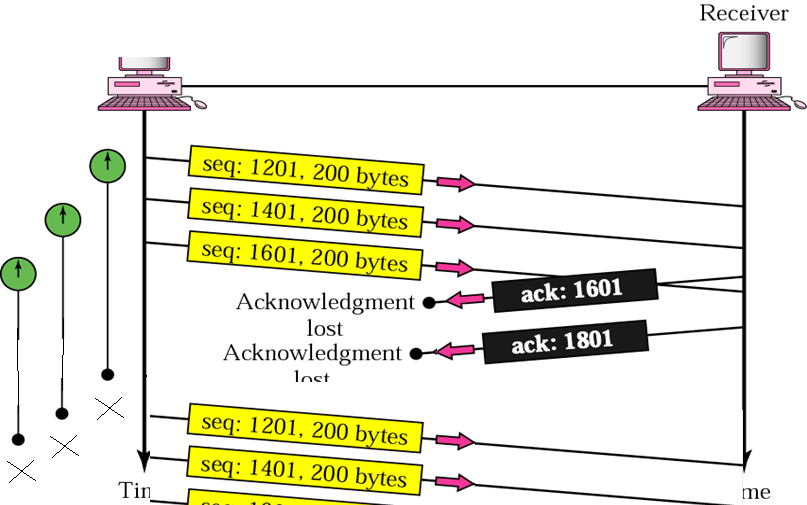 Receiver
seq: 1201, 200 bytes
seq: 1401, 200 bytes
seq: 1601, 200 bytes
ack: 1601
Acknowledgment
lost
ack: 1801
Acknowledgment
lost
seq: 1201, 200 bytes
seq: 1401, 200 bytes